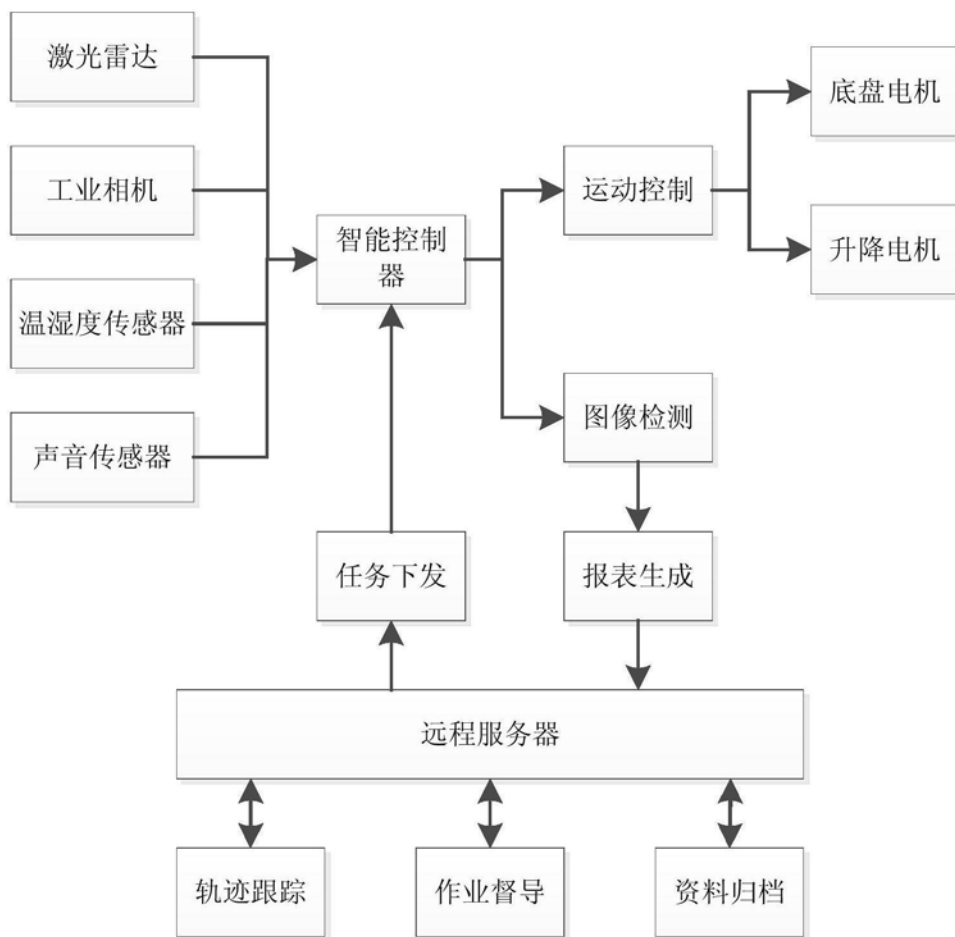 激光雷达
工业相机
温湿度传感器
声音传感器
智能控制
器
运动控制
底盘电机
升降电机
图像检测
任务下发
报表生成
远程服务器
轨迹跟踪
作业督导
资料归档